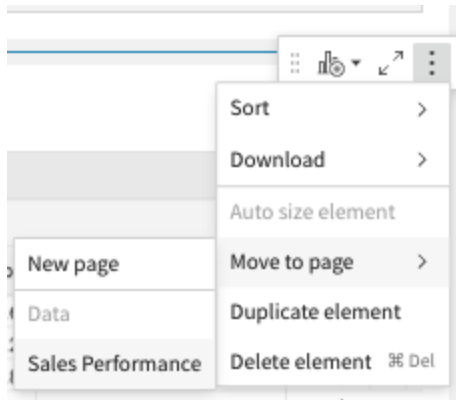 Sort
Download
Auto size element
Move to page
Duplicate element
Delete element ⌘ Del
New page
Data
Sales Performance